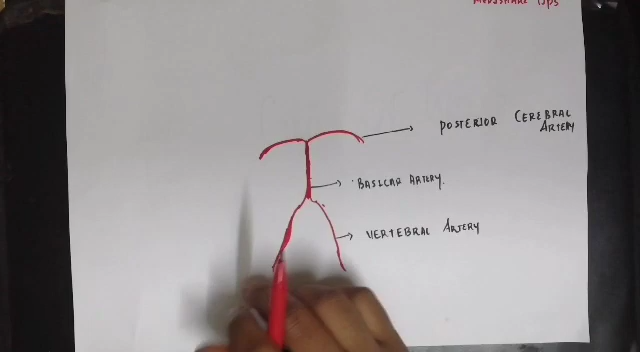 POSTERIOR CEREBRAL
ARTERY
BASILAR ARTERY.
VERTEBRAL ARTERY